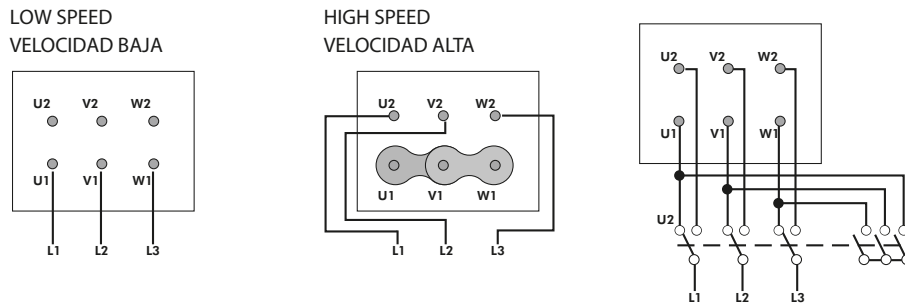 LOW SPEED
VELOCIDAD BAJA
U2 V2 W2
U1 V1 W1
L1 L2 L3
HIGH SPEED
VELOCIDAD ALTA
U2 V2 W2
U1 V1 W1
L1 L2 L3
U2 V2 W2
U1 V1 W1
U2
L1 L2 L3